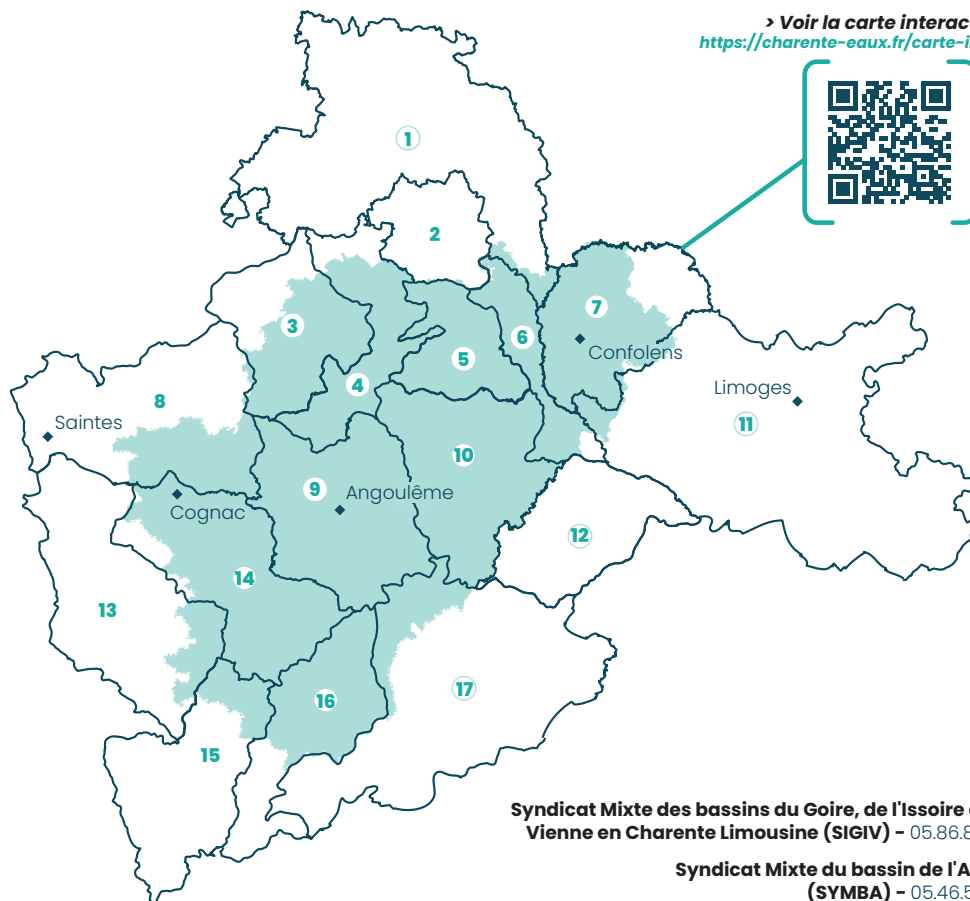 > Voir la carte interac
https://charente-eaux.fr/carte-i
1
2
3
7
6
5
4
Confolens
Limoges
8
11
Saintes
10
9
Angoulême
Cognac
12
14
13
17
16
15
Syndicat Mixte des bassins du Goire, de l'Issoire
Vienne en Charente Limousine (SIGIV) - 05.86.8
Syndicat Mixte du bassin de l'A
(SYMBA) - 05.46.5